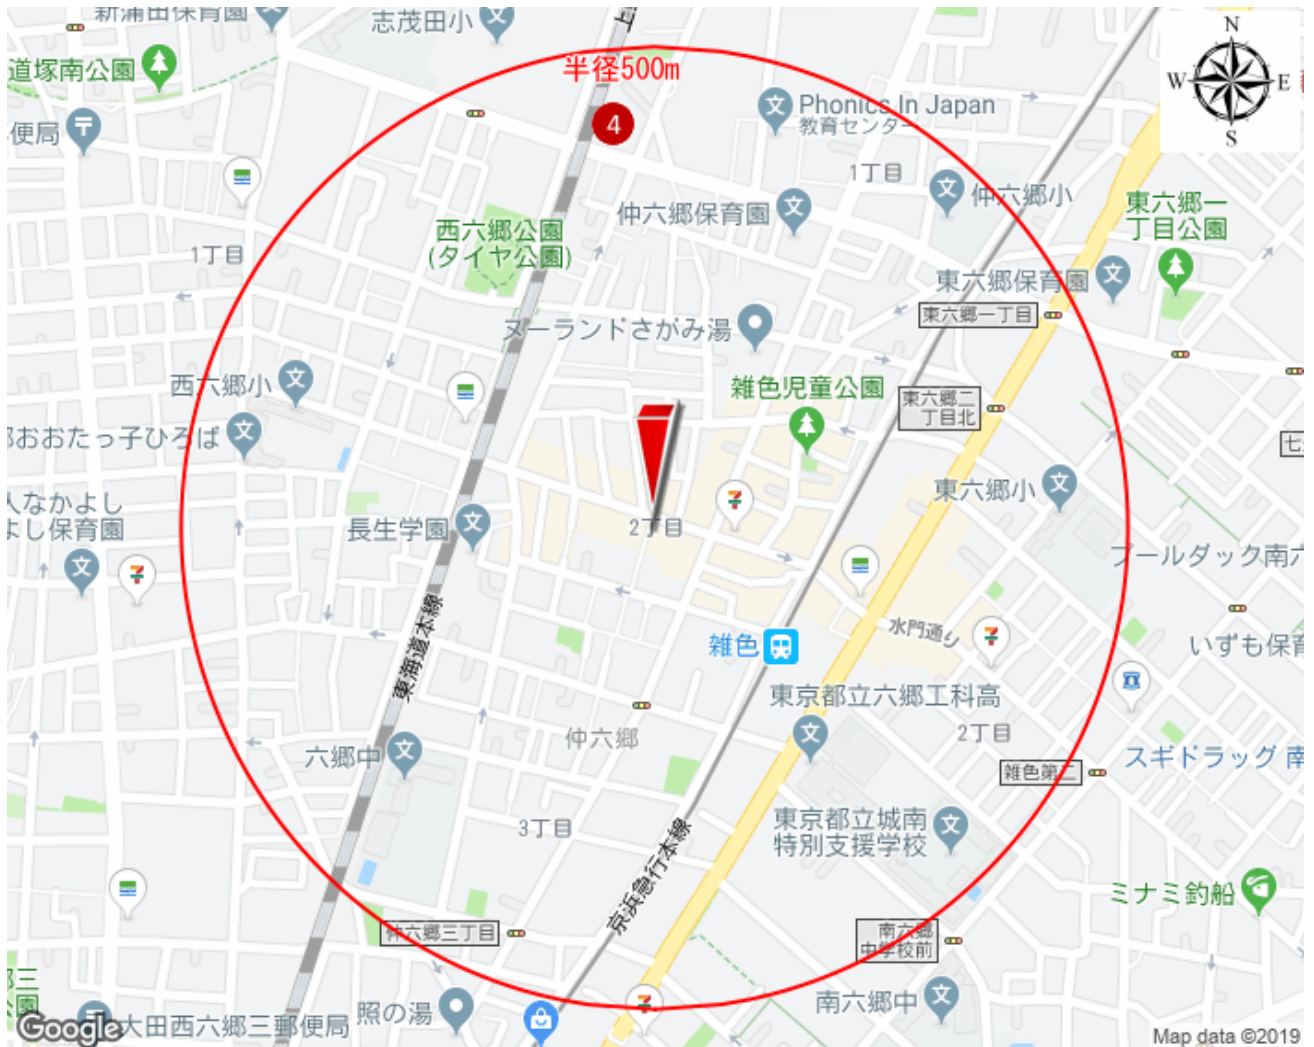 新蒲田保育園
志茂田小
半径500m
N
W
E
S
道塚南公園
4
Phonics In Japan
教育センター
便局
1丁目
仲六郷小
仲六郷保育園
東六郷一
丁目公園
西六郷公園
(タイヤ公園)
1丁目
東六郷保育園
東六郷一丁目
ヌーランドさがみ湯
西六郷小
雑色児童公園
東六郷二
丁目北
おおたっ子ひろば
東六郷小
なかよし
よし保育園
長生学園
2丁目
プールダック南六
雑色
水門通り
いずも保育
東海道本線
東京都立六郷工科高
仲六郷
2丁目
六郷中
雑色第二
スギドラッグ 南
3丁目
東京都立城南
特別支援学校
京浜急行本線
ミナミ釣船
仲六郷三丁目
南六郷
中学校前
照の湯
南六郷中
大田西六郷三郵便局
Google
Map data ©2019